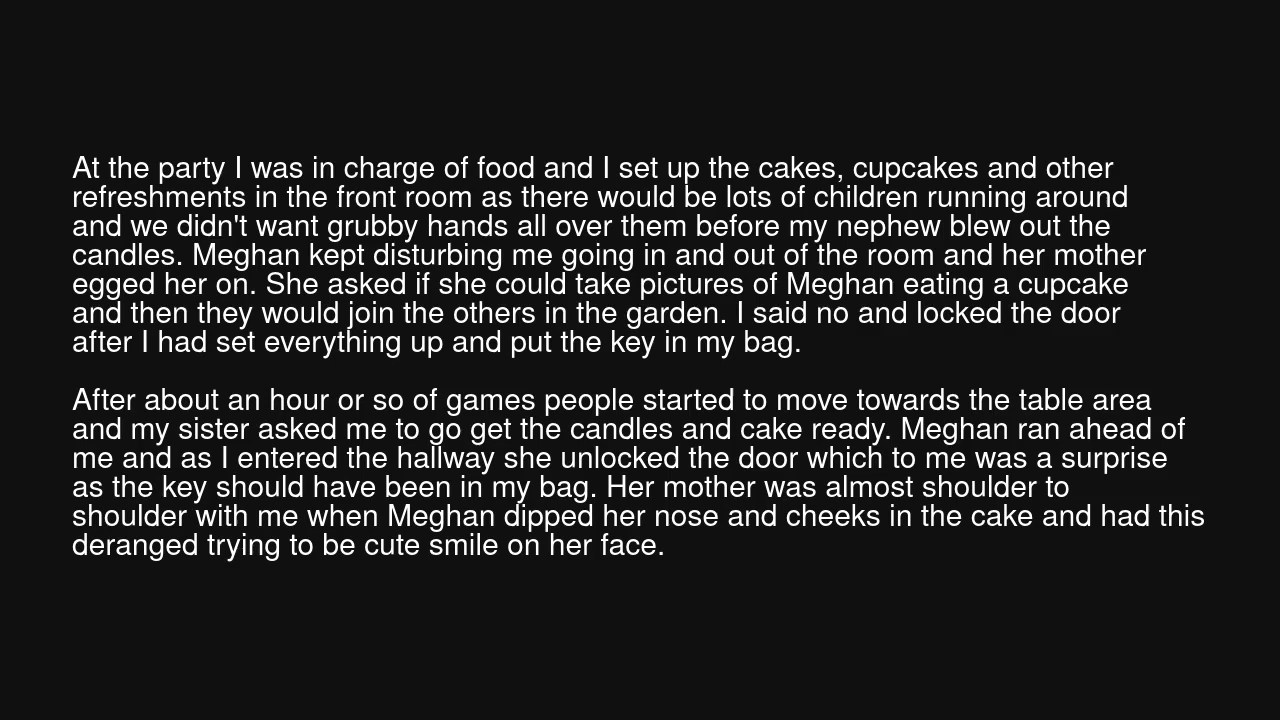 At the party I was in charge of food and I set up the cakes, cupcakes and other
refreshments in the front room as there would be lots of children running around
and we didn't want grubby hands all over them before my nephew blew out the
candles. Meghan kept disturbing me going in and out of the room and her mother
egged her on. She asked if she could take pictures of Meghan eating a cupcake
and then they would join the others in the garden. I said no and locked the door
after I had set everything up and put the key in my bag.

After about an hour or so of games people started to move towards the table area
and my sister asked me to go get the candles and cake ready. Meghan ran ahead of
me and as I entered the hallway she unlocked the door which to me was a surprise
as the key should have been in my bag. Her mother was almost shoulder to
shoulder with me when Meghan dipped her nose and cheeks in the cake and had this
deranged trying to be cute smile on her face.